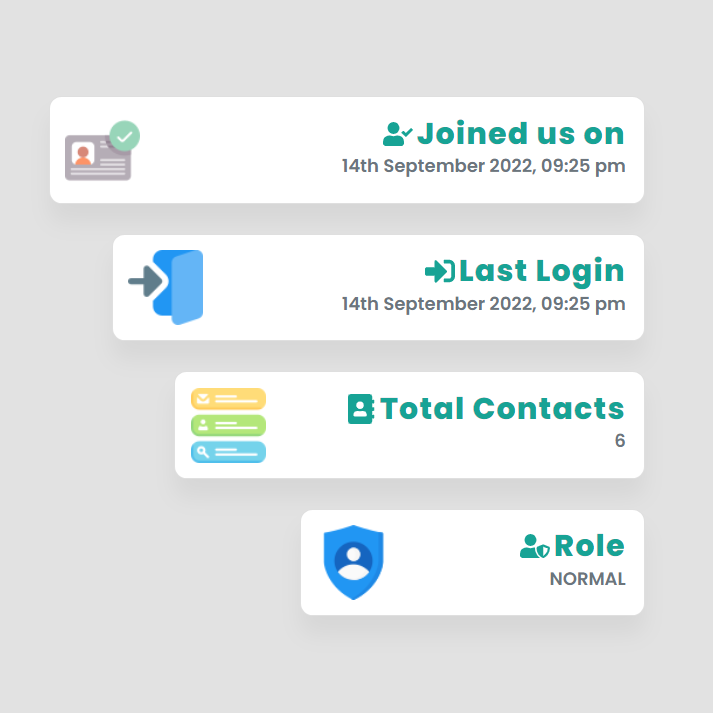 Joined us on
14th September 2022, 09:25 pm
Last Login
14th September 2022, 09:25 pm
Total Contacts
6
Role
NORMAL